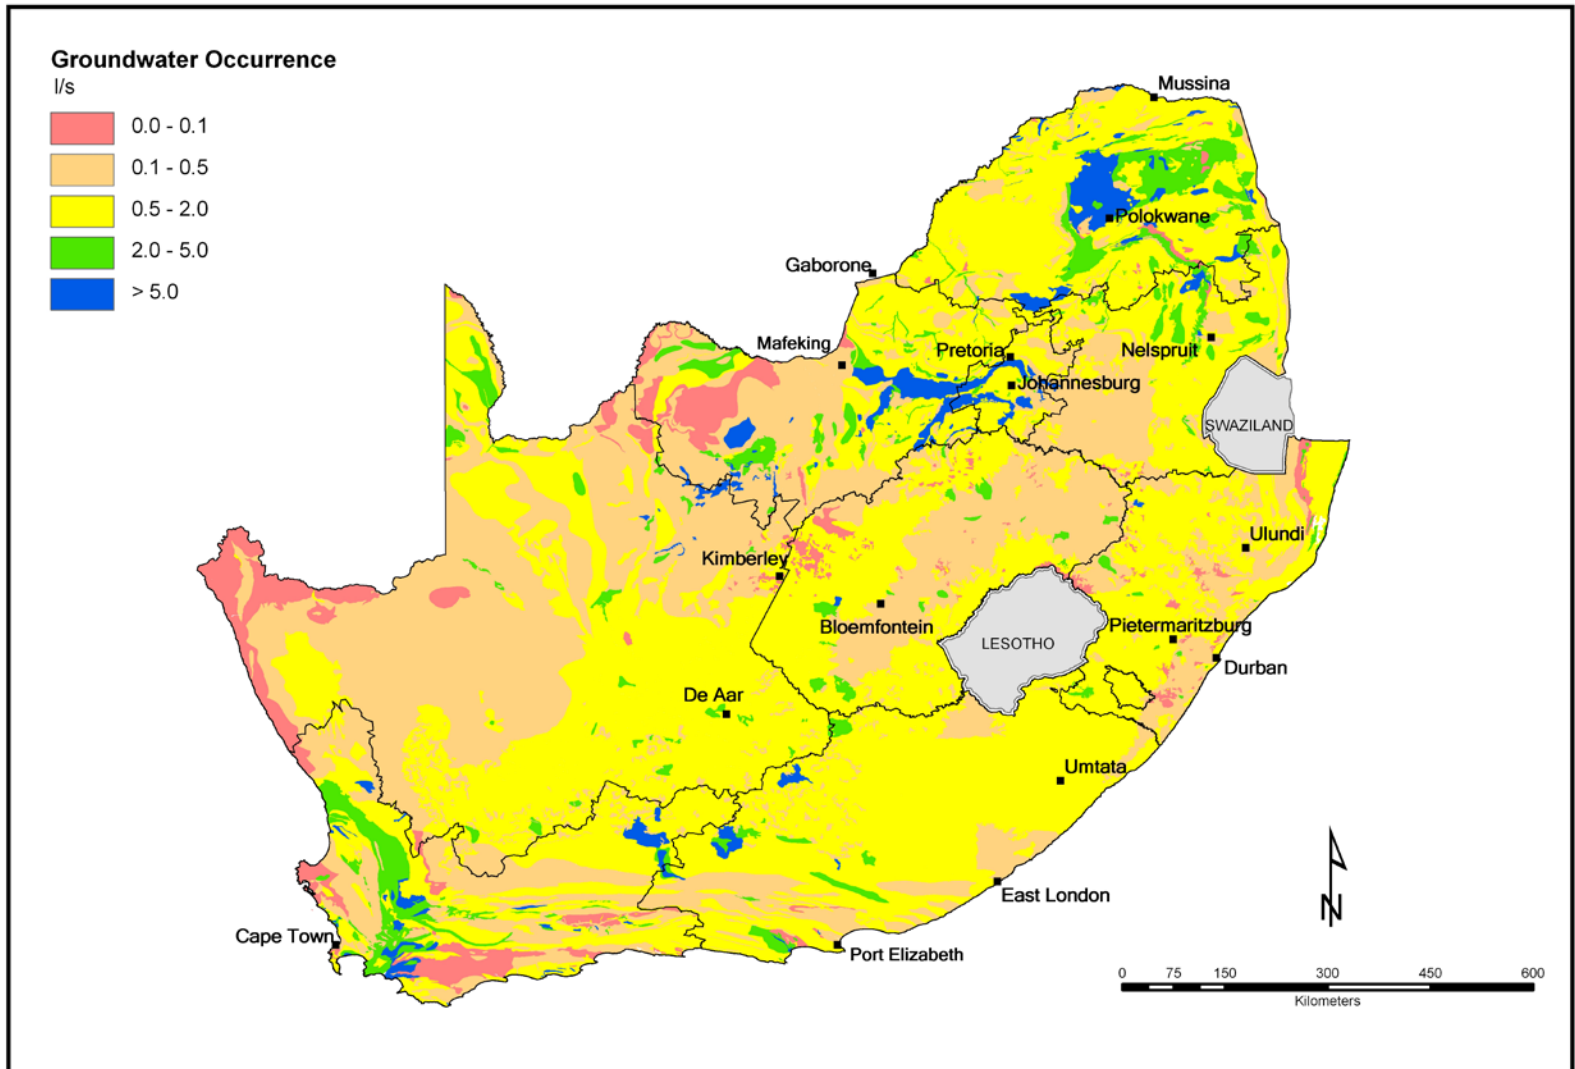 Groundwater Occurrence
l/s
0.0 - 0.1
0.1 - 0.5
0.5 - 2.0
2.0 - 5.0
> 5.0
Mussina
Polokwane
Gaborone
Mafeking
Pretoria
Nelspruit
Johannesburg
SWAZILAND
Ulundi
Kimberley
Bloemfontein
LESOTHO
Pietermaritzburg
Durban
De Aar
Umtata
East London
Cape Town
Port Elizabeth
N
0 75 150 300 450 600
Kilometers